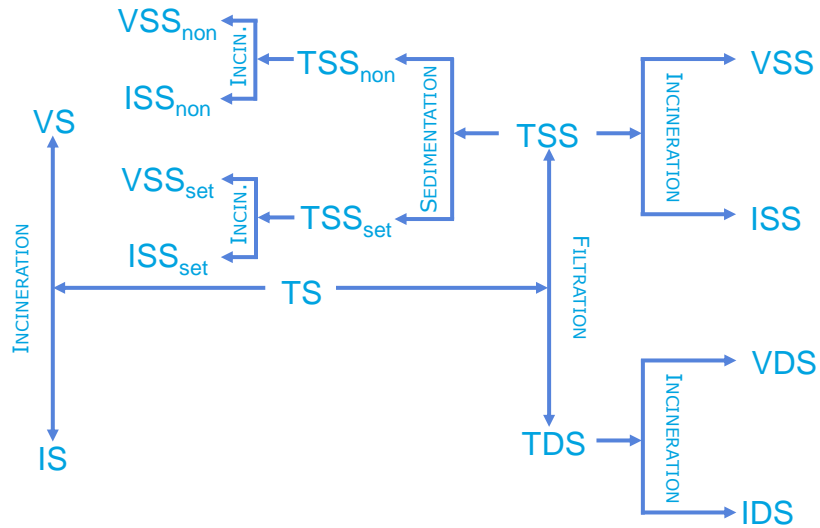 VSSnon
INCIN.
TSSnon
ISSnon
VS
VSSset
INCIN.
TSSset
ISSset
SEDIMENTATION
TSS
INCINERATION
VSS
ISS
INCINERATION
TS
FILTRATION
IS
TDS
INCINERATION
VDS
IDS